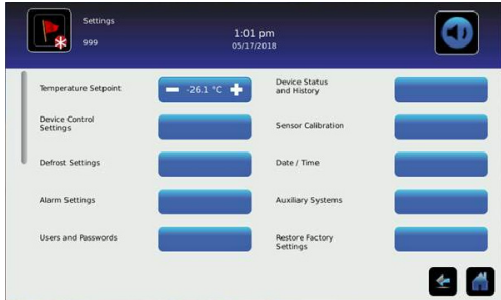 Settings
999
1:01 pm
05/17/2018
Temperature Setpoint
-26.1 °C
Device Status
and History
Device Control
Settings
Sensor Calibration
Defrost Settings
Date / Time
Alarm Settings
Auxiliary Systems
Users and Passwords
Restore Factory
Settings